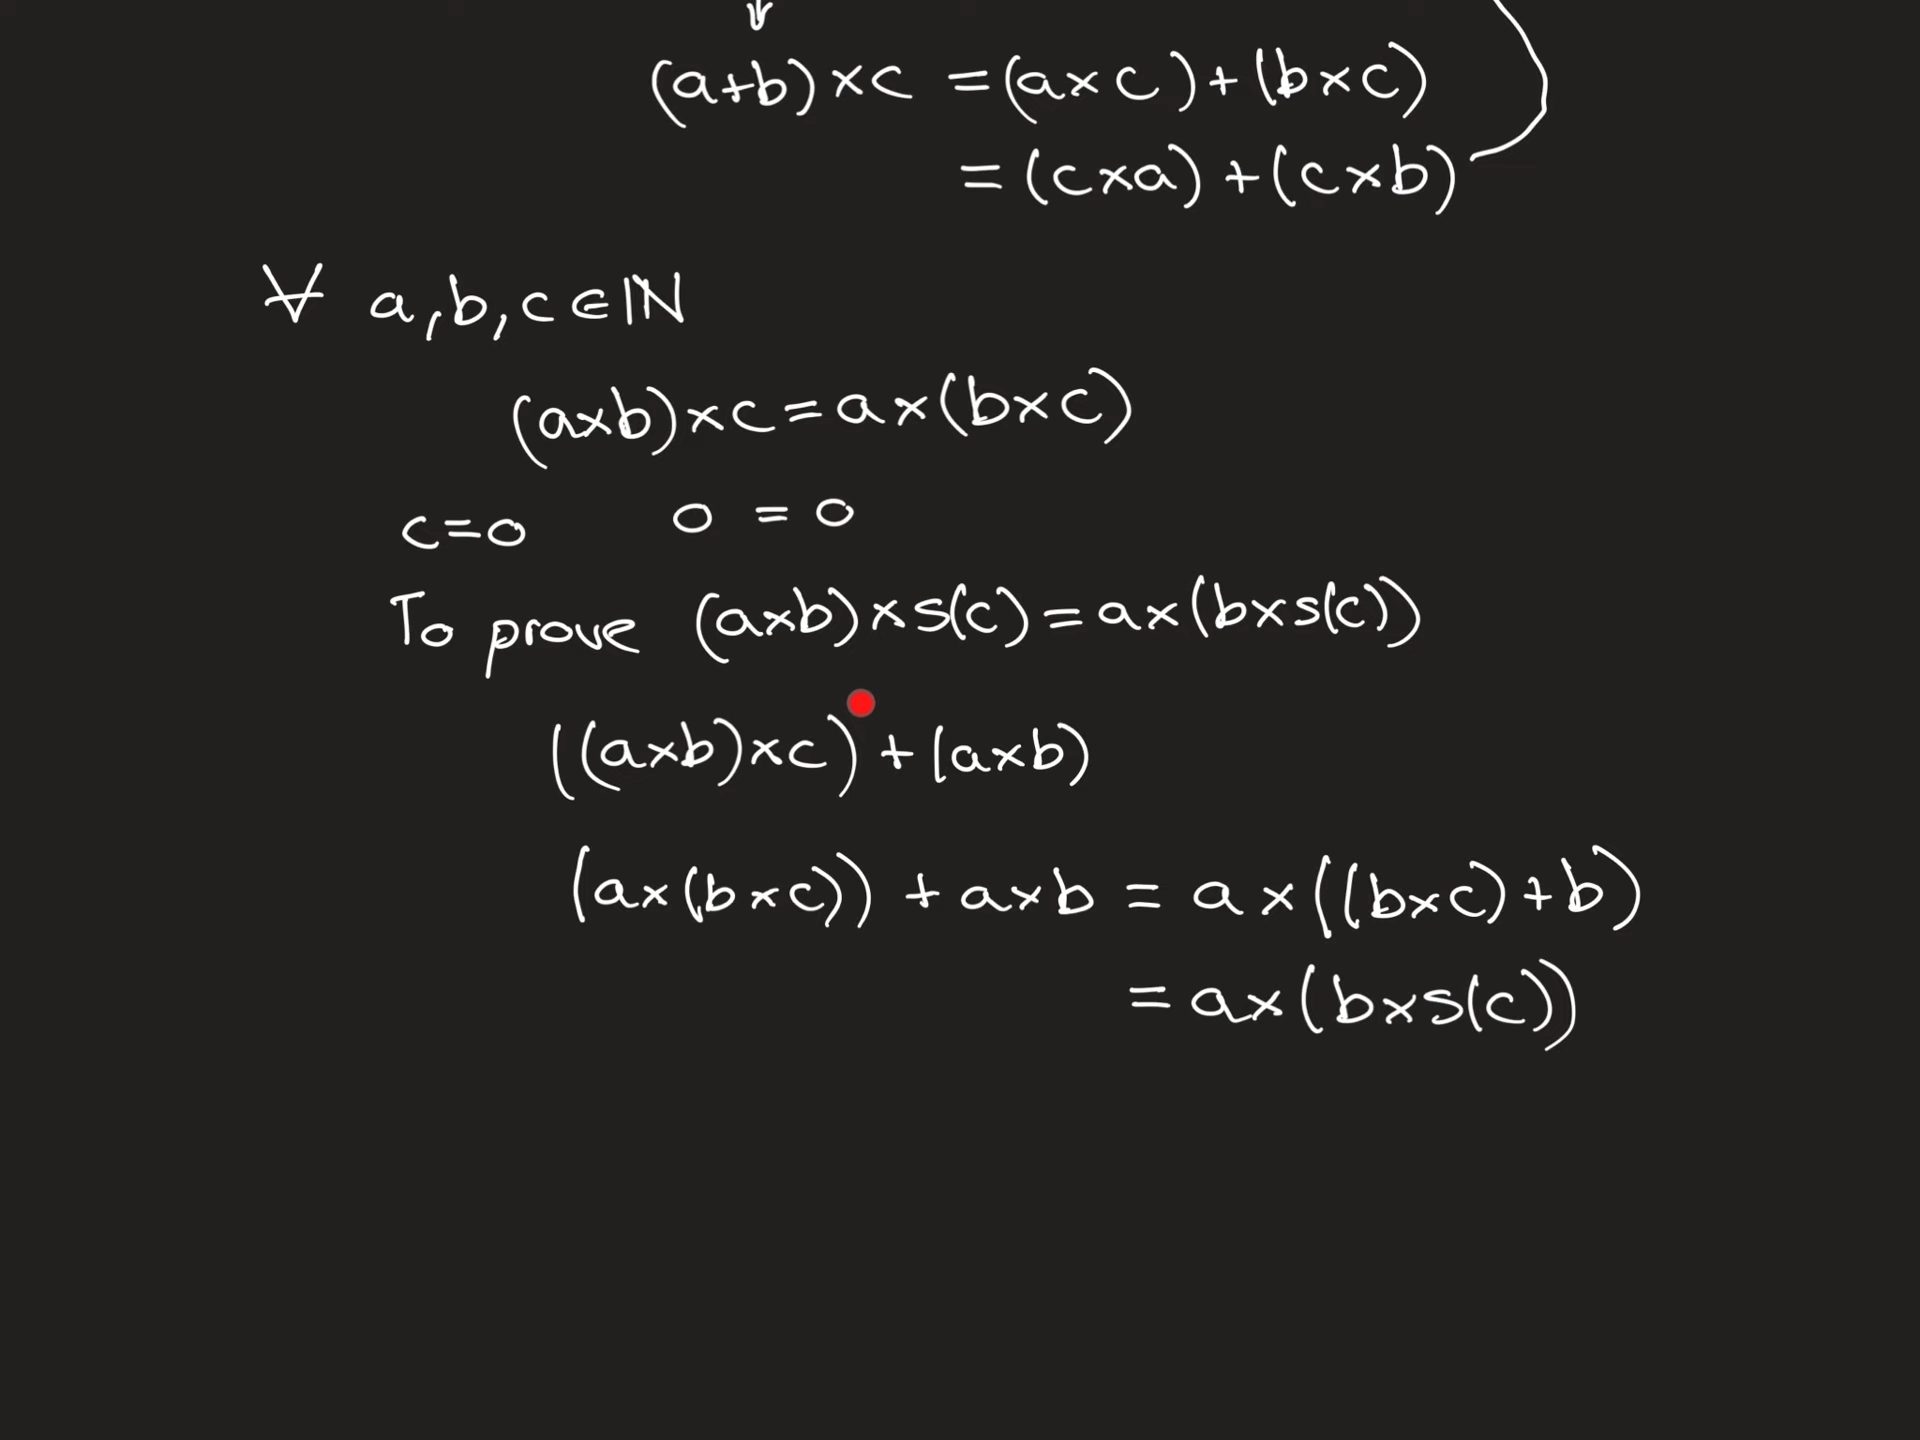 (a+b)×c = (a×c)+(b×c)
= (c×a)+(c×b)
∀ a,b,c∈ℕ
(a×b)×c=a×(b×c)
c=0 0 = 0
To prove (a×b)×s(c)=a×(b×s(c))
((a×b)×c)+(a×b)
(a×(b×c))+a×b = a×((b×c)+b)
= a×(b×s(c))